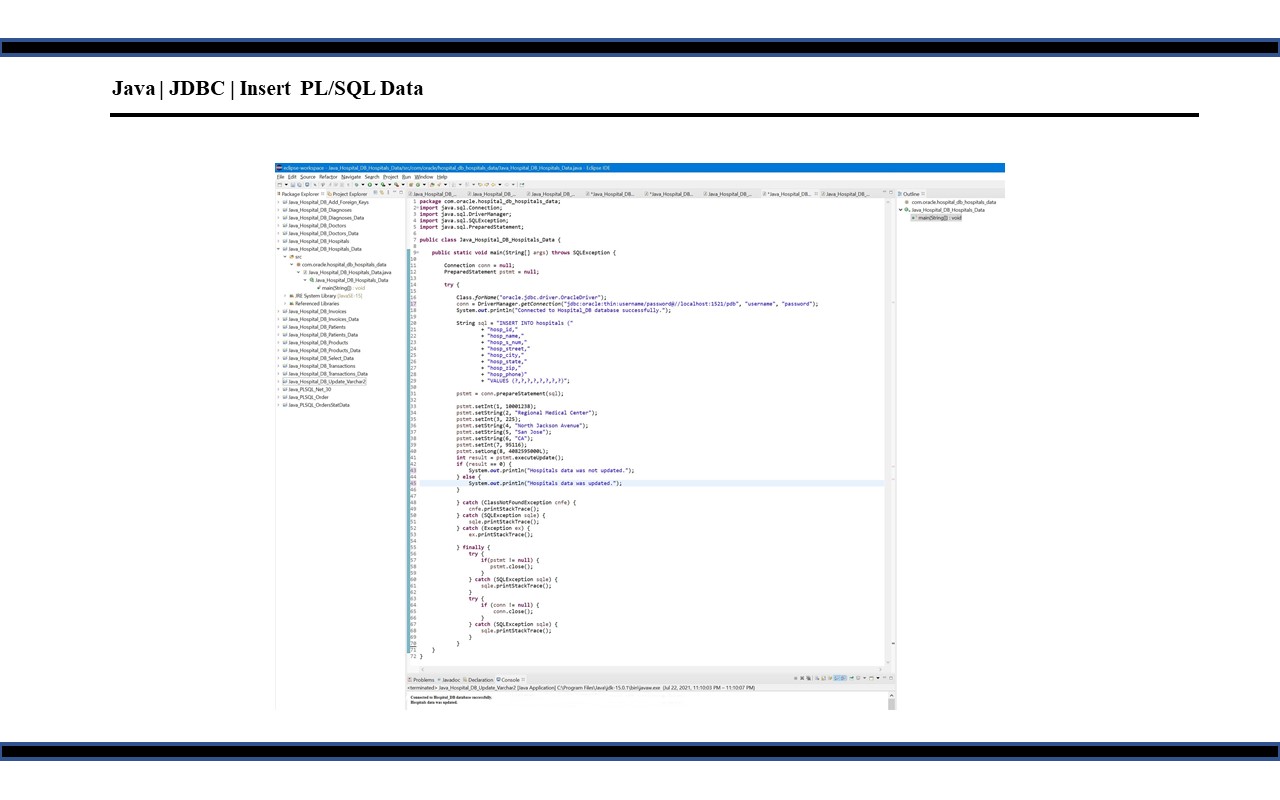 Java | JDBC | Insert  PL/SQL Data
eclipse-workspace - Java_Hospital_DB_Hospitals_Data/src/com/oracle/hospital_db_hospitals_data/Java_Hospital_DB_Hospitals_Data.java - Eclipse IDE
File Edit Source Refactor Navigate Search Project Run Window Help
Package Explorer Project Explorer
Java_Hospital_DB_Add_Foreign_Keys
Java_Hospital_DB_Diagnoses
Java_Hospital_DB_Diagnoses_Data
Java_Hospital_DB_Doctors
Java_Hospital_DB_Doctors_Data
Java_Hospital_DB_Hospitals
Java_Hospital_DB_Hospitals_Data
src
com.oracle.hospital_db_hospitals_data
Java_Hospital_DB_Hospitals_Data.java
Java_Hospital_DB_Hospitals_Data
main(String[]) : void
JRE System Library [JavaSE-15]
Referenced Libraries
Java_Hospital_DB_Invoices
Java_Hospital_DB_Invoices_Data
Java_Hospital_DB_Patients
Java_Hospital_DB_Patients_Data
Java_Hospital_DB_Products
Java_Hospital_DB_Products_Data
Java_Hospital_DB_Select_Data
Java_Hospital_DB_Transactions
Java_Hospital_DB_Transactions_Data
Java_Hospital_DB_Update_Varchar2
Java_PLSQL_Net_30
Java_PLSQL_Order
Java_PLSQL_OrdersStatData
Java_Hospital_DB_... Java_Hospital_DB_... Java_Hospital_DB_... *Java_Hospital_DB... *Java_Hospital_DB... Java_Hospital_DB_... *Java_Hospital_DB... Java_Hospital_DB_...
1 package com.oracle.hospital_db_hospitals_data;
2 import java.sql.Connection;
3 import java.sql.DriverManager;
4 import java.sql.SQLException;
5 import java.sql.PreparedStatement;
6
7 public class Java_Hospital_DB_Hospitals_Data {
8
9 public static void main(String[] args) throws SQLException {
10
11 Connection conn = null;
12 PreparedStatement pstmt = null;
13
14 try {
15
16 Class.forName("oracle.jdbc.driver.OracleDriver");
17 conn = DriverManager.getConnection("jdbc:oracle:thin:username/password@//localhost:1521/pdb", "username", "password");
18 System.out.println("Connected to Hospital_DB database successfully.");
19
20 String sql = "INSERT INTO hospitals ("
21 + "hosp_id,"
22 + "hosp_name,"
23 + "hosp_s_num,"
24 + "hosp_street,"
25 + "hosp_city,"
26 + "hosp_state,"
27 + "hosp_zip,"
28 + "hosp_phone)"
29 + "VALUES (?,?,?,?,?,?,?,?)";
30
31 pstmt = conn.prepareStatement(sql);
32
33 pstmt.setInt(1, 10001238);
34 pstmt.setString(2, "Regional Medical Center");
35 pstmt.setInt(3, 225);
36 pstmt.setString(4, "North Jackson Avenue");
37 pstmt.setString(5, "San Jose");
38 pstmt.setString(6, "CA");
39 pstmt.setInt(7, 95116);
40 pstmt.setLong(8, 4082595000L);
41 int result = pstmt.executeUpdate();
42 if (result == 0) {
43 System.out.println("Hospitals data was not updated.");
44 } else {
45 System.out.println("Hospitals data was updated.");
46 }
47
48 } catch (ClassNotFoundException cnfe) {
49 cnfe.printStackTrace();
50 } catch (SQLException sqle) {
51 sqle.printStackTrace();
52 } catch (Exception ex) {
53 ex.printStackTrace();
54
55 } finally {
56 try {
57 if(pstmt != null) {
58 pstmt.close();
59 }
60 } catch (SQLException sqle) {
61 sqle.printStackTrace();
62 }
63 try {
64 if (conn != null) {
65 conn.close();
66 }
67 } catch (SQLException sqle) {
68 sqle.printStackTrace();
69 }
70 }
71 }
72 }
Outline
com.oracle.hospital_db_hospitals_data
Java_Hospital_DB_Hospitals_Data
main(String[]) : void
Problems Javadoc Declaration Console
<terminated> Java_Hospital_DB_Update_Varchar2 [Java Application] C:\Program Files\Java\jdk-15.0.1\bin\javaw.exe (Jul 22, 2021, 11:10:03 PM – 11:10:07 PM)
Connected to Hospital_DB database successfully.
Hospitals data was updated.